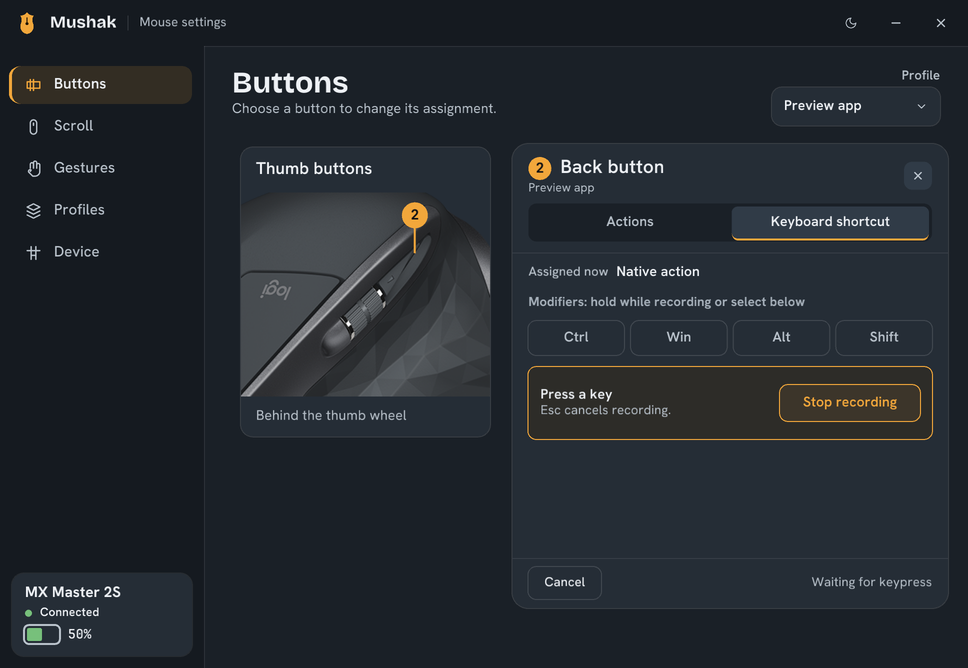 Mushak
Mouse settings
Buttons
Scroll
Gestures
Profiles
Device
MX Master 2S
Connected
50%
Buttons
Choose a button to change its assignment.
Profile
Preview app
Thumb buttons
2
logi
Behind the thumb wheel
2 Back button
Preview app
Actions
Keyboard shortcut
Assigned now Native action
Modifiers: hold while recording or select below
Ctrl
Win
Alt
Shift
Press a key
Esc cancels recording.
Stop recording
Cancel
Waiting for keypress